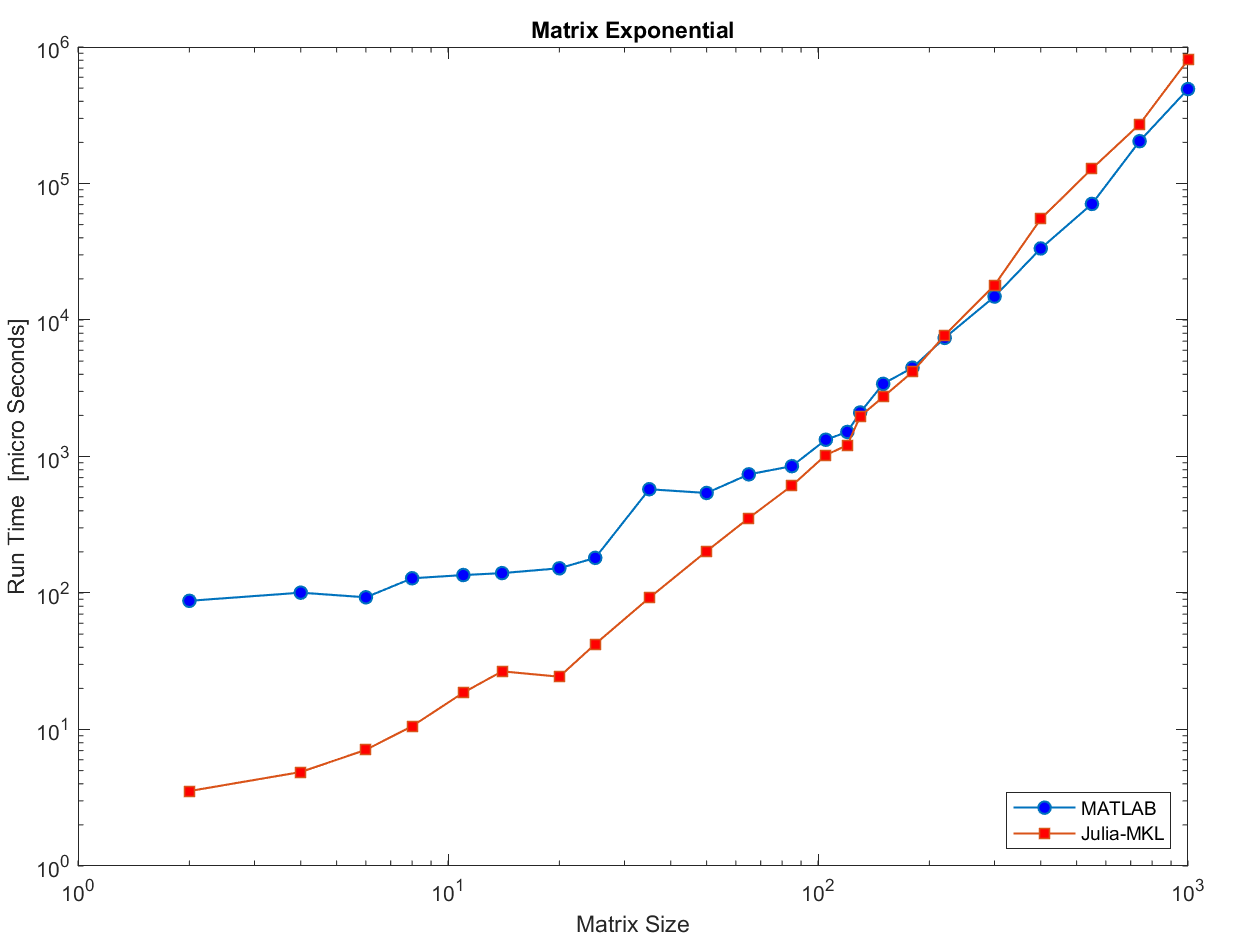 Matrix Exponential
10^6
10^5
10^4
10^3
10^2
10^1
10^0
Run Time [micro Seconds]
MATLAB
Julia-MKL
10^0 10^1 10^2 10^3
Matrix Size